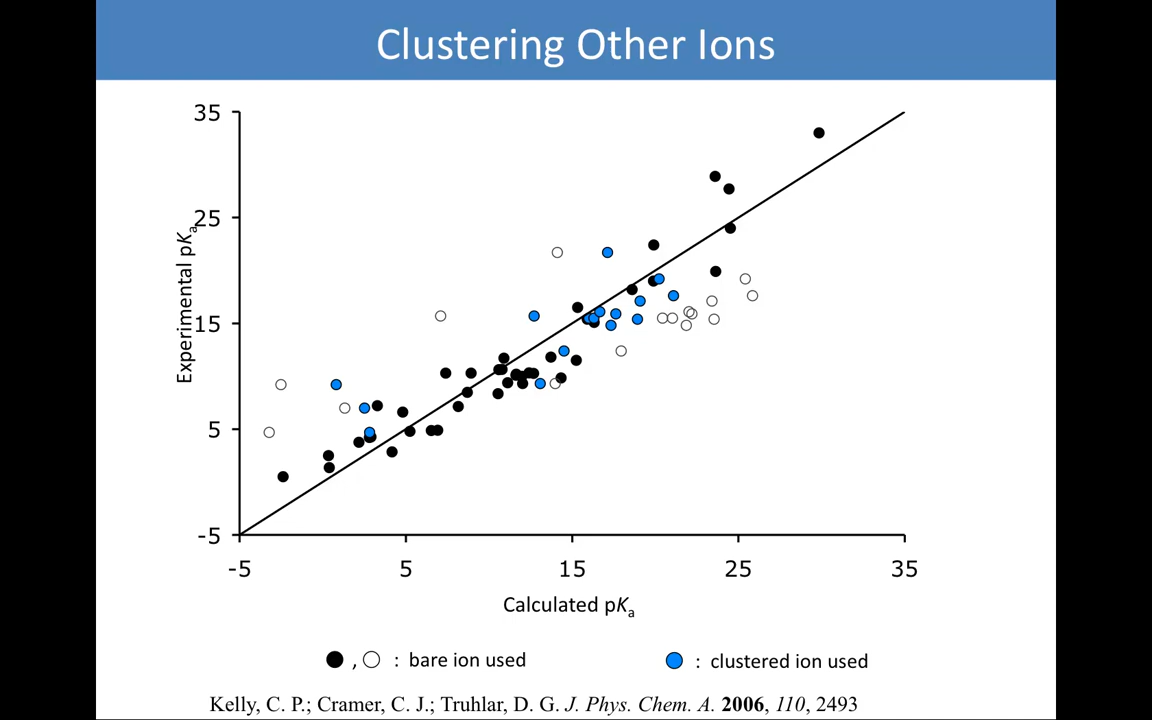 Clustering Other Ions
35
25
15
5
-5
Experimental pKa
-5 5 15 25 35
Calculated pKa
, : bare ion used
: clustered ion used
Kelly, C. P.; Cramer, C. J.; Truhlar, D. G. J. Phys. Chem. A. 2006, 110, 2493